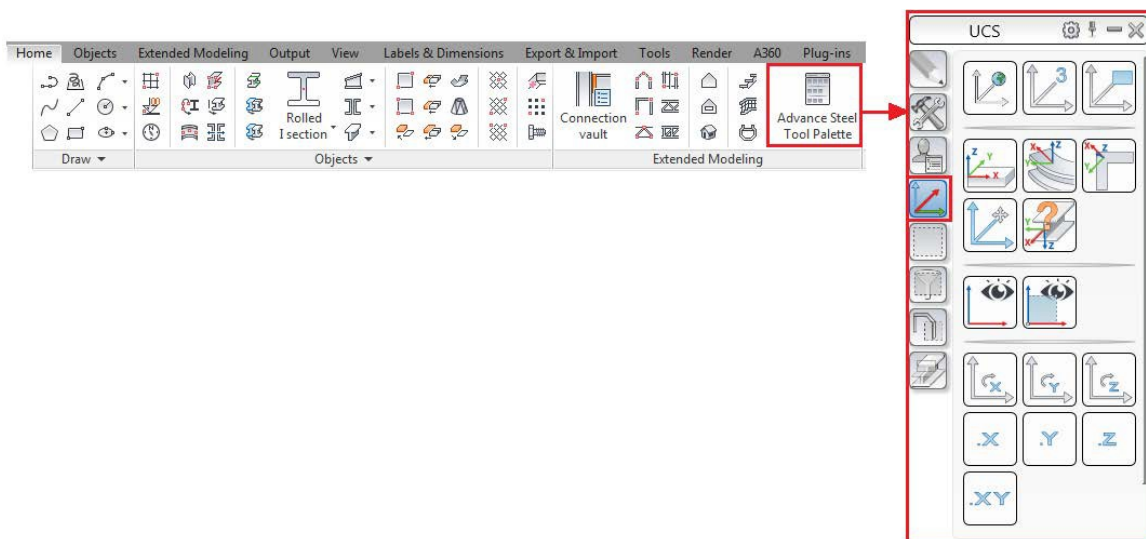 UCS
Home Objects Extended Modeling Output View Labels & Dimensions Export & Import Tools Render A360 Plug-ins
Rolled
I section
Connection
vault
Advance Steel
Tool Palette
Draw
Objects
Extended Modeling
3
z Y X
X Z Y
X Z Y
? Y X Z
X Y Z
.X .Y .Z
.XY